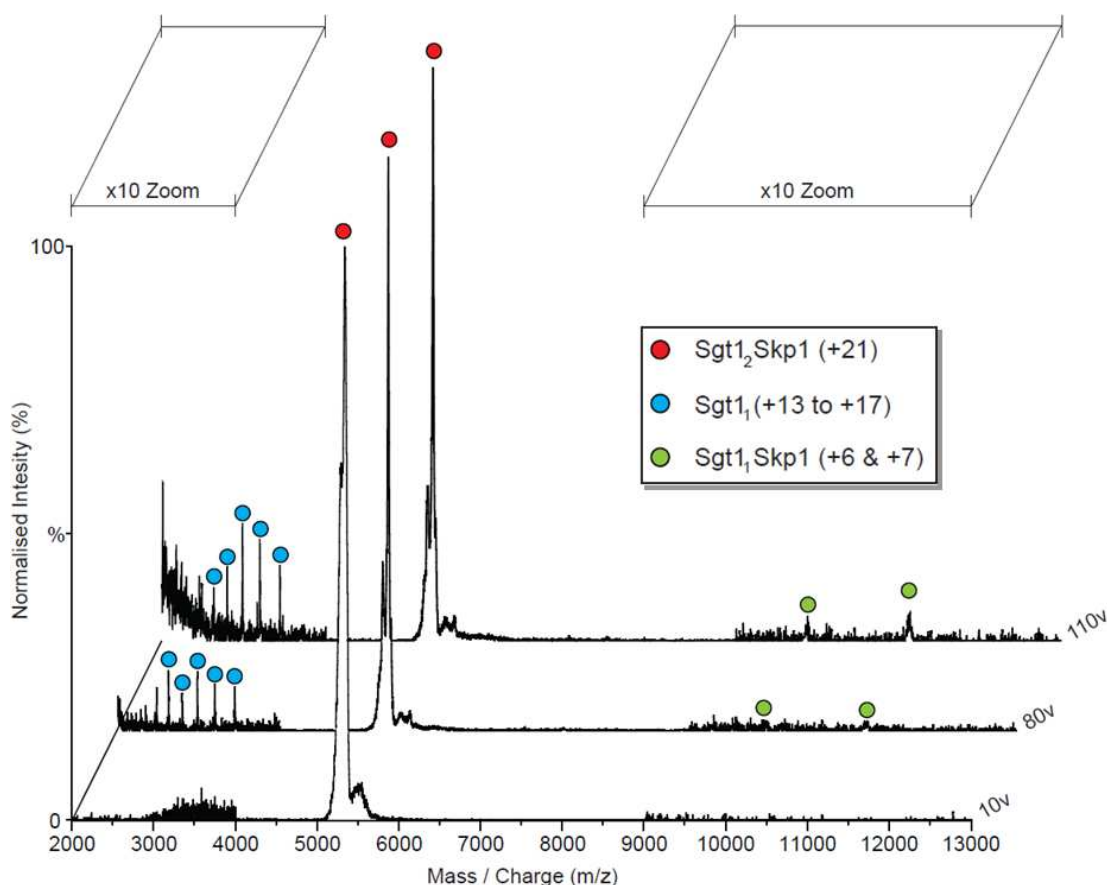 x10 Zoom
x10 Zoom
100
%
0
Normalised Intesity (%)
Sgt1₂Skp1 (+21)
Sgt1₁ (+13 to +17)
Sgt1₁Skp1 (+6 & +7)
110v
80v
10v
2000 3000 4000 5000 6000 7000 8000 9000 10000 11000 12000 13000
Mass / Charge (m/z)